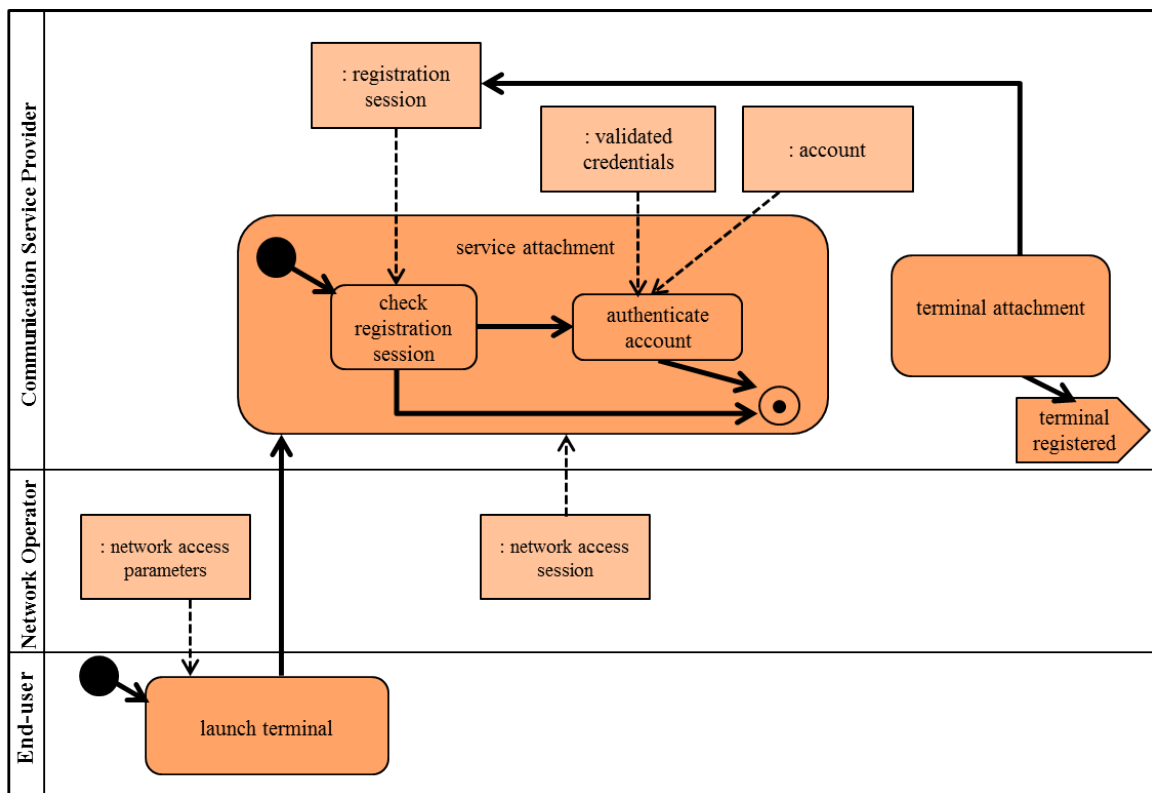 Communication Service Provider
: registration
session
: validated
credentials
: account
service attachment
check
registration
session
authenticate
account
terminal attachment
terminal
registered
Network Operator
: network access
parameters
: network access
session
End-user
launch terminal